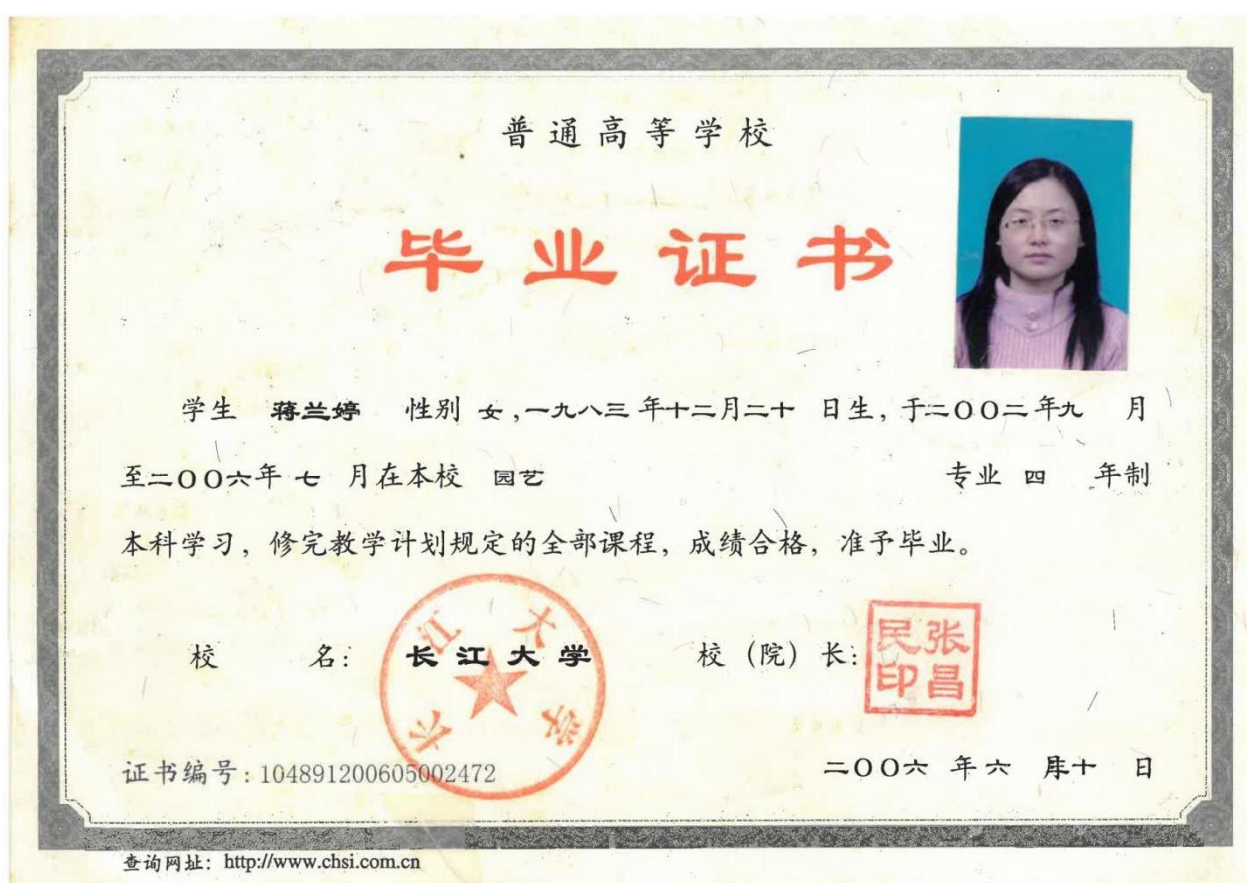 普通高等学校
毕业证书
学生 蒋兰婷 性别 女,一九八三年十二月二十 日生,于二OO二年九 月
至二OO六年 七 月在本校 园艺 专业 四 年制
本科学习,修完教学计划规定的全部课程,成绩合格,准予毕业。
校 名: 长江大学 校(院)长:
长江大学
张昌民印
证书编号:104891200605002472 二OO六 年六 月 十 日
查询网址:http://www.chsi.com.cn